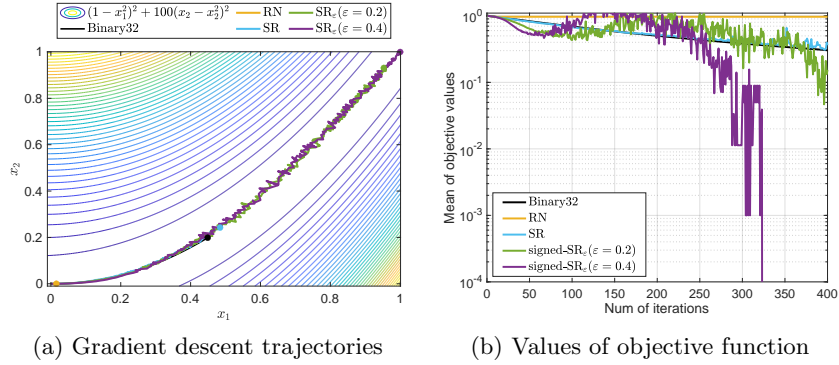 (1 − x₁²)² + 100(x₂ − x₂²)² RN SRε(ε = 0.2)
Binary32 SR SRε(ε = 0.4)
1
0.8
0.6
0.4
0.2
0
x₂
0 0.2 0.4 0.6 0.8 1
x₁
(a) Gradient descent trajectories
10⁰
10⁻¹
10⁻²
10⁻³
10⁻⁴
Mean of objective values
Binary32
RN
SR
signed-SRε(ε = 0.2)
signed-SRε(ε = 0.4)
0 50 100 150 200 250 300 350 400
Num of iterations
(b) Values of objective function